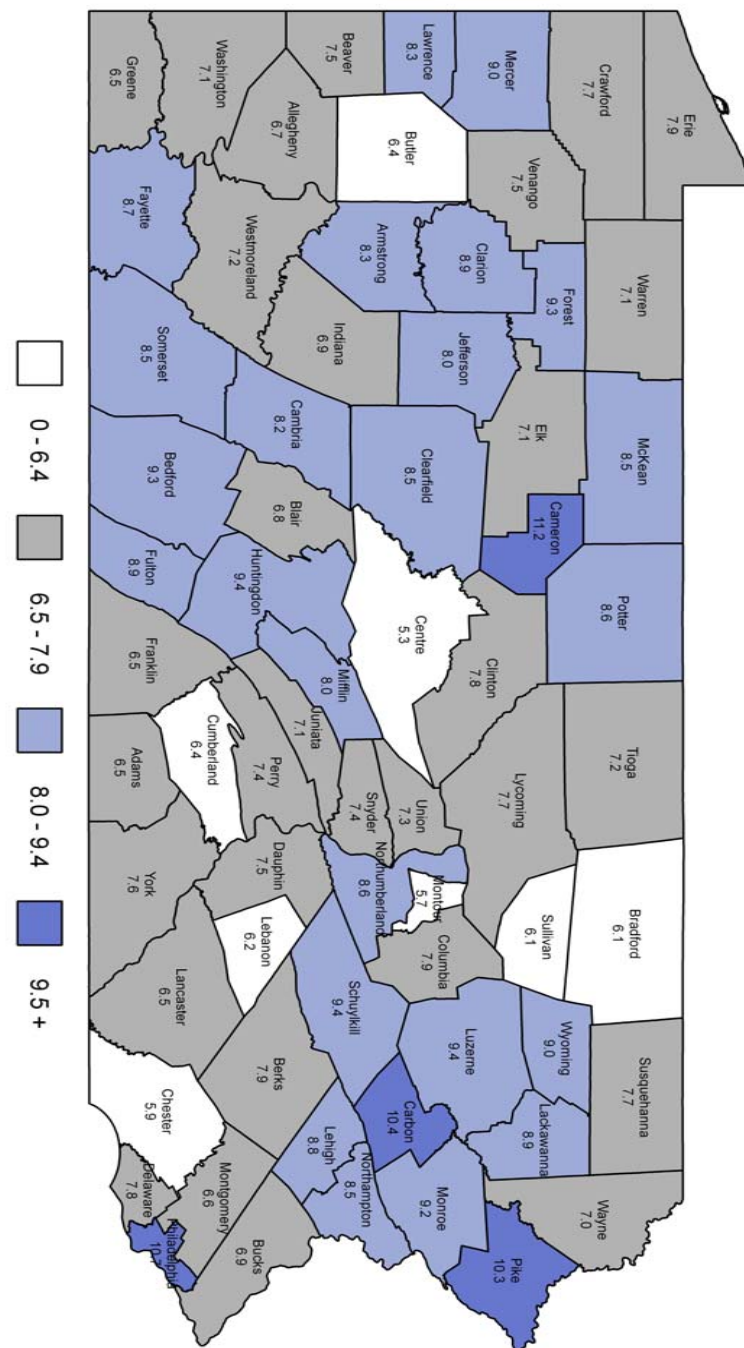 Erie
7.9
Crawford
7.7
Warren
7.1
McKean
8.5
Potter
8.6
Tioga
7.2
Bradford
6.1
Susquehanna
7.7
Wayne
7.0
Mercer
9.0
Venango
7.5
Forest
9.3
Elk
7.1
Cameron
11.2
Clinton
7.8
Lycoming
7.7
Sullivan
6.1
Wyoming
9.0
Lackawanna
8.9
Pike
10.3
Lawrence
8.3
Butler
6.4
Clarion
8.9
Jefferson
8.0
Clearfield
8.5
Centre
5.3
Union
7.3
Montour
5.7
Columbia
7.9
Luzerne
9.4
Monroe
9.2
Beaver
7.5
Armstrong
8.3
Indiana
6.9
Snyder
7.4
Northumberland
8.6
Schuylkill
9.4
Carbon
10.4
Northampton
8.5
Lehigh
8.8
Allegheny
6.7
Westmoreland
7.2
Cambria
8.2
Blair
6.8
Huntingdon
9.4
Mifflin
8.0
Juniata
7.1
Perry
7.4
Dauphin
7.5
Lebanon
6.2
Berks
7.9
Bucks
6.9
Montgomery
6.6
Washington
7.1
Greene
6.5
Fayette
8.7
Somerset
8.5
Bedford
9.3
Fulton
8.9
Franklin
6.5
Cumberland
6.4
Adams
6.5
York
7.6
Lancaster
6.5
Chester
5.9
Delaware
7.8
Philadelphia
10.7
0 - 6.4
6.5 - 7.9
8.0 - 9.4
9.5 +